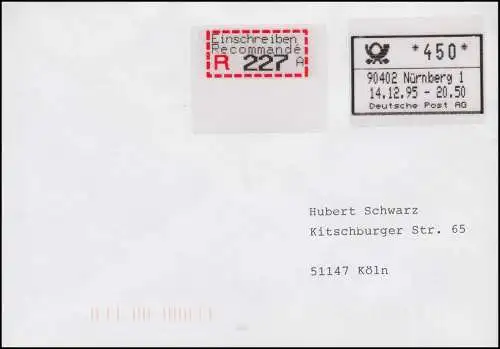 Einschreiben
Recommandé
R 227 A
*450*
90402 Nürnberg 1
14.12.95 - 20.50
Deutsche Post AG
Hubert Schwarz
Kitschburger Str. 65
51147 Köln